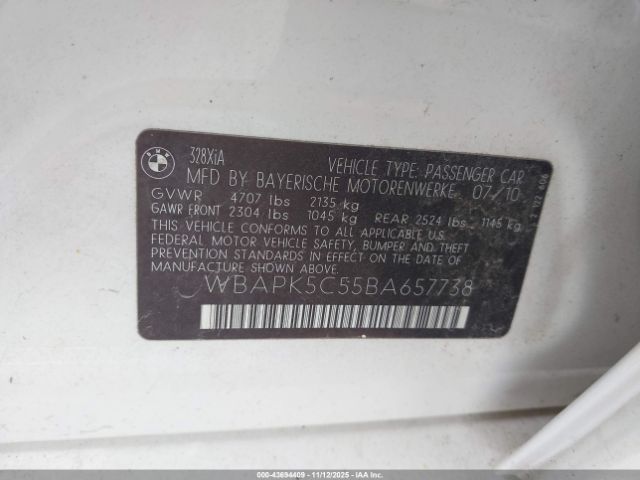 BMW
328XiA
VEHICLE TYPE: PASSENGER CAR
MFD BY BAYERISCHE MOTORENWERKE 07/10
GVWR 4707 lbs 2135 kg
GAWR FRONT 2304 lbs 1045 kg REAR 2524 lbs 1145 kg
THIS VEHICLE CONFORMS TO ALL APPLICABLE U.S.
FEDERAL MOTOR VEHICLE SAFETY, BUMPER AND THEFT
PREVENTION STANDARDS IN EFFECT ON THE DATE OF
MANUFACTURE SHOWN ABOVE.
WBAPK5C55BA657738
000-43694409 - 11/12/2025 - IAAI.COM